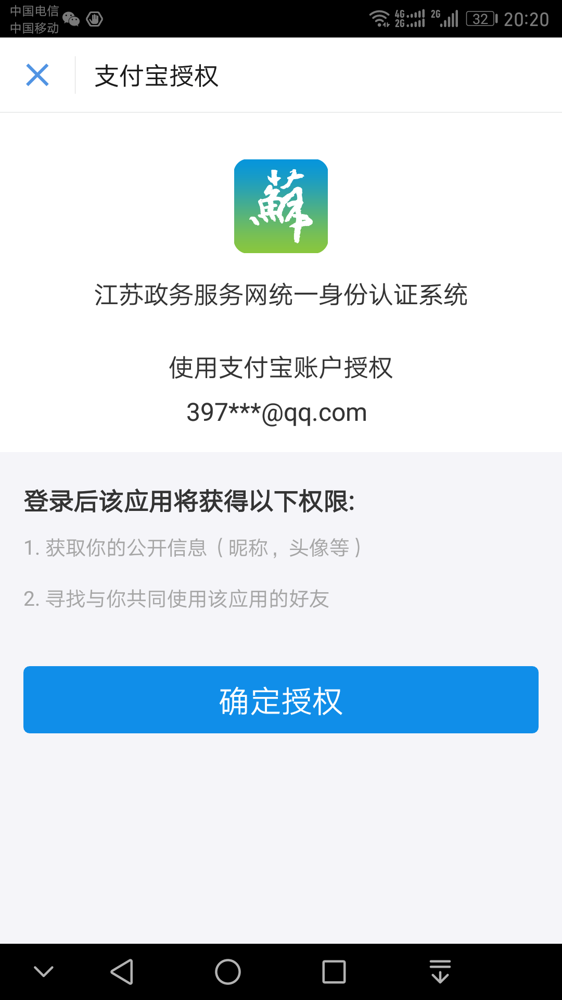 中国电信
中国移动
4G
2G
2G
32
20:20
支付宝授权
蘇
江苏政务服务网统一身份认证系统
使用支付宝账户授权
397***@qq.com
登录后该应用将获得以下权限:
1. 获取你的公开信息（昵称，头像等）
2. 寻找与你共同使用该应用的好友
确定授权